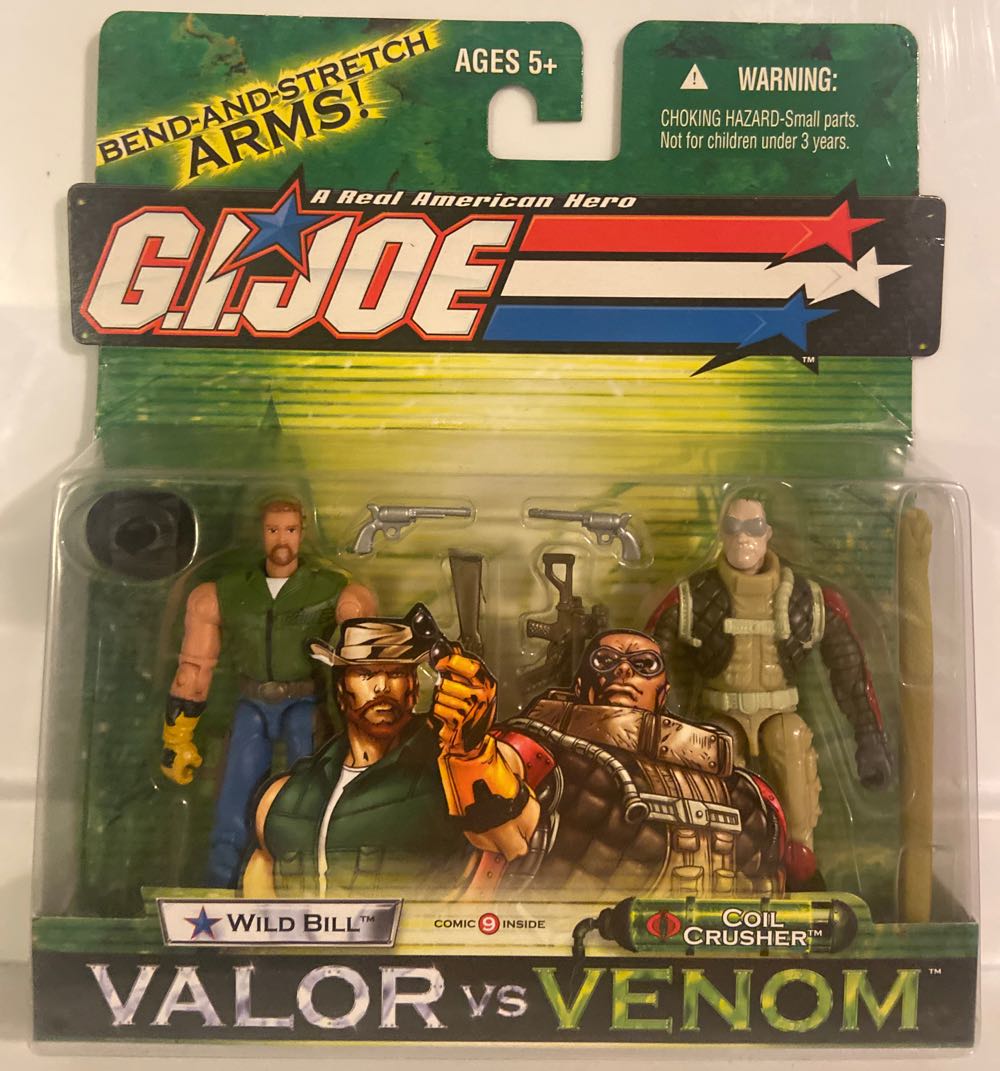 BEND-AND-STRETCH
ARMS!
AGES 5+
WARNING:
CHOKING HAZARD-Small parts.
Not for children under 3 years.
A Real American Hero
G.I. JOE
TM
WILD BILL™
COMIC 9 INSIDE
COIL
CRUSHER™
VALOR VS VENOM™